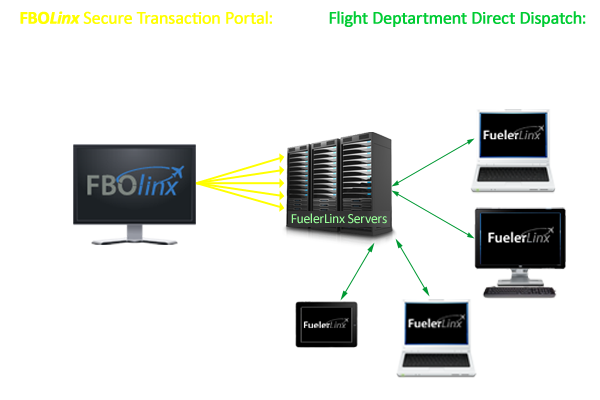 FBOLinx Secure Transaction Portal:
Flight Deptartment Direct Dispatch:
FBOlinx
FuelerLinx Servers
FuelerLinx
FuelerLinx
FuelerLinx
FuelerLinx